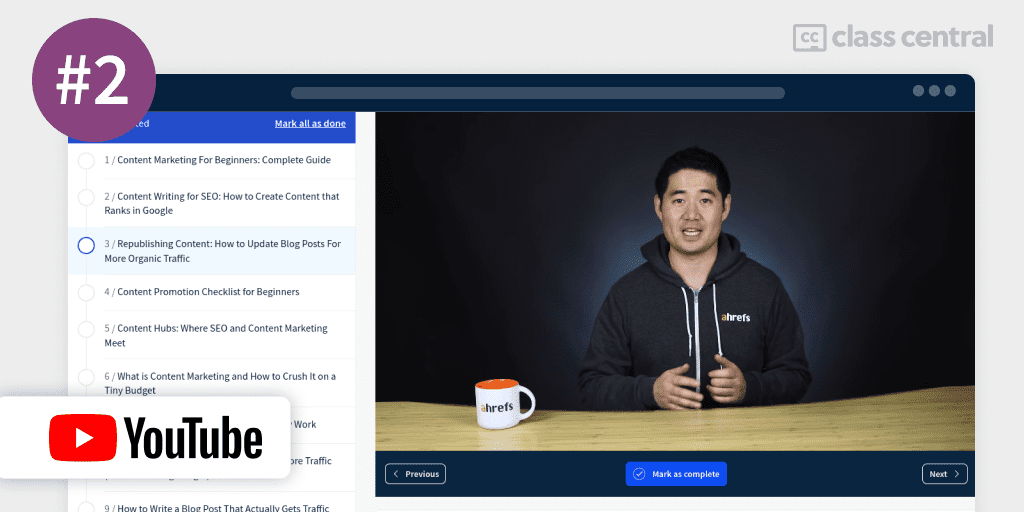 #2
cc class central
ked
Mark all as done
1 / Content Marketing For Beginners: Complete Guide
2 / Content Writing for SEO: How to Create Content that
Ranks in Google
3 / Republishing Content: How to Update Blog Posts For
More Organic Traffic
4 / Content Promotion Checklist for Beginners
5 / Content Hubs: Where SEO and Content Marketing
Meet
6 / What is Content Marketing and How to Crush It on a
Tiny Budget
Work
ore Traffic
9 / How to Write a Blog Post That Actually Gets Traffic
YouTube
ahrefs
ahrefs
Previous
Mark as complete
Next